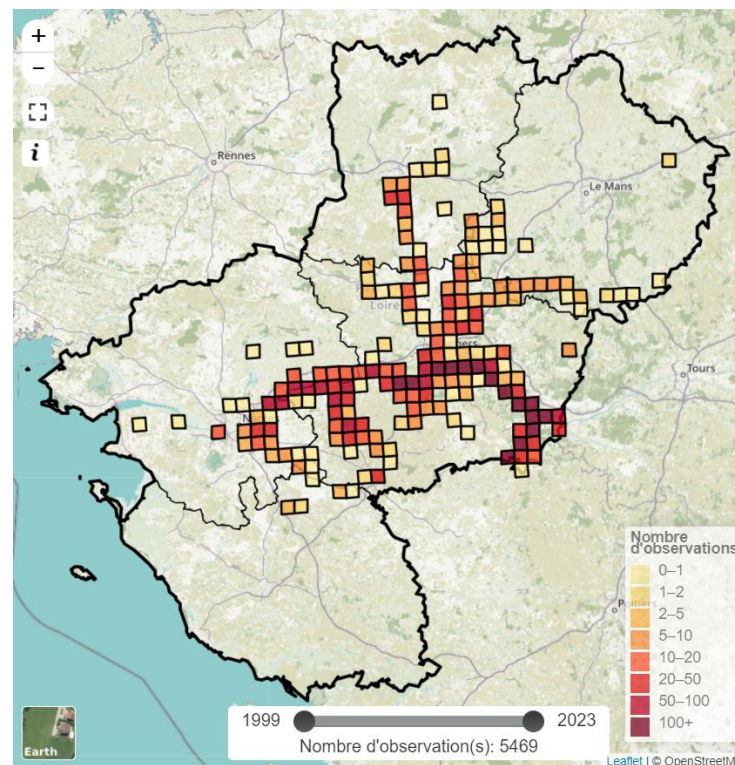 +
−
i
Rennes
Le Mans
Loire
Tours
Nombre
d'observations
0–1
1–2
2–5
5–10
10–20
20–50
50–100
100+
Earth
1999
2023
Nombre d'observation(s): 5469
Leaflet | © OpenStreetM